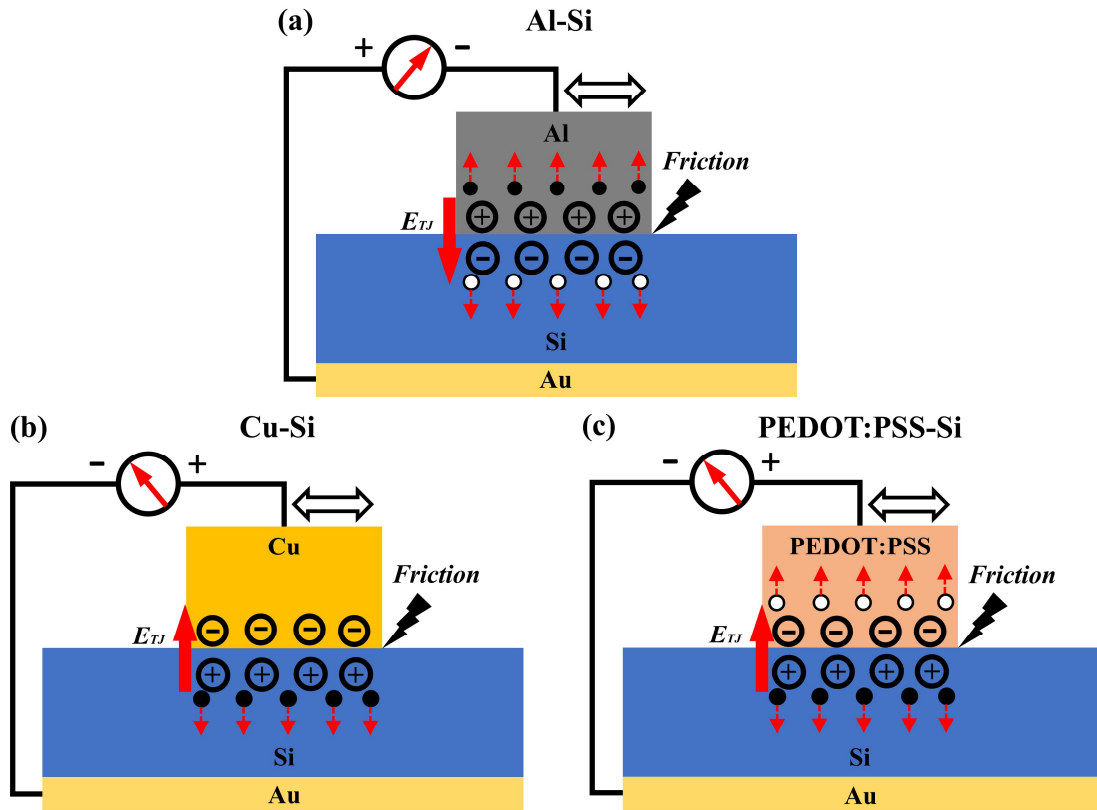 (a)
Al-Si
+ -
Al
Friction
E_TJ
+ + + +
- - - -
Si
Au
(b)
Cu-Si
- +
Cu
Friction
- - - -
E_TJ
+ + + +
Si
Au
(c)
PEDOT:PSS-Si
- +
PEDOT:PSS
Friction
- - - -
E_TJ
+ + + +
Si
Au